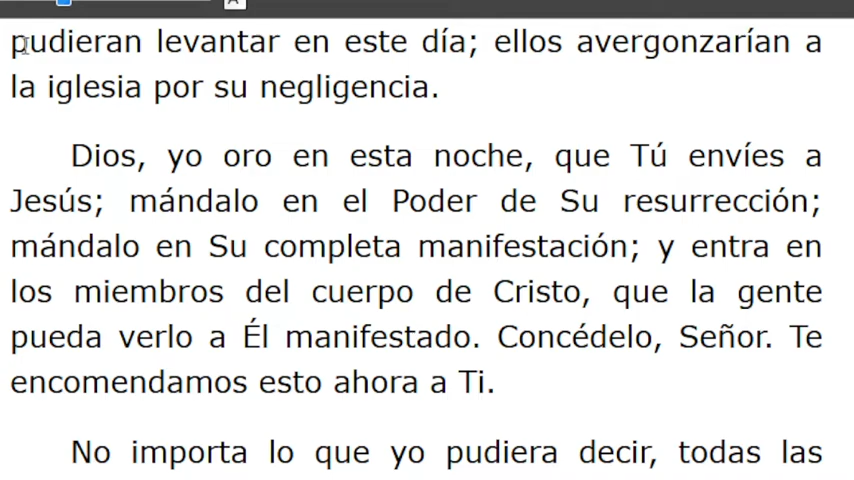 pudieran levantar en este día; ellos avergonzarían a
la iglesia por su negligencia.
Dios, yo oro en esta noche, que Tú envíes a
Jesús; mándalo en el Poder de Su resurrección;
mándalo en Su completa manifestación; y entra en
los miembros del cuerpo de Cristo, que la gente
pueda verlo a Él manifestado. Concédelo, Señor. Te
encomendamos esto ahora a Ti.
No importa lo que yo pudiera decir, todas las